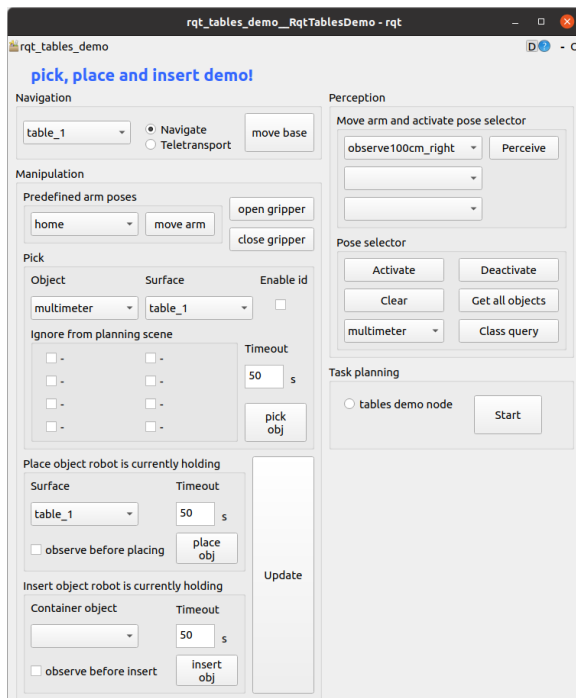 rqt_tables_demo__RqtTablesDemo - rqt
rqt_tables_demo
D ? - O
pick, place and insert demo!
Navigation
table_1
Navigate
Teletransport
move base
Manipulation
Predefined arm poses
home
move arm
open gripper
close gripper
Pick
Object
Surface
Enable id
multimeter
table_1
Ignore from planning scene
- -
- -
- -
- -
Timeout
50 s
pick
obj
Place object robot is currently holding
Surface
Timeout
table_1
50 s
observe before placing
place
obj
Insert object robot is currently holding
Container object
Timeout
50 s
observe before insert
insert
obj
Update
Perception
Move arm and activate pose selector
observe100cm_right
Perceive
Pose selector
Activate
Deactivate
Clear
Get all objects
multimeter
Class query
Task planning
tables demo node
Start